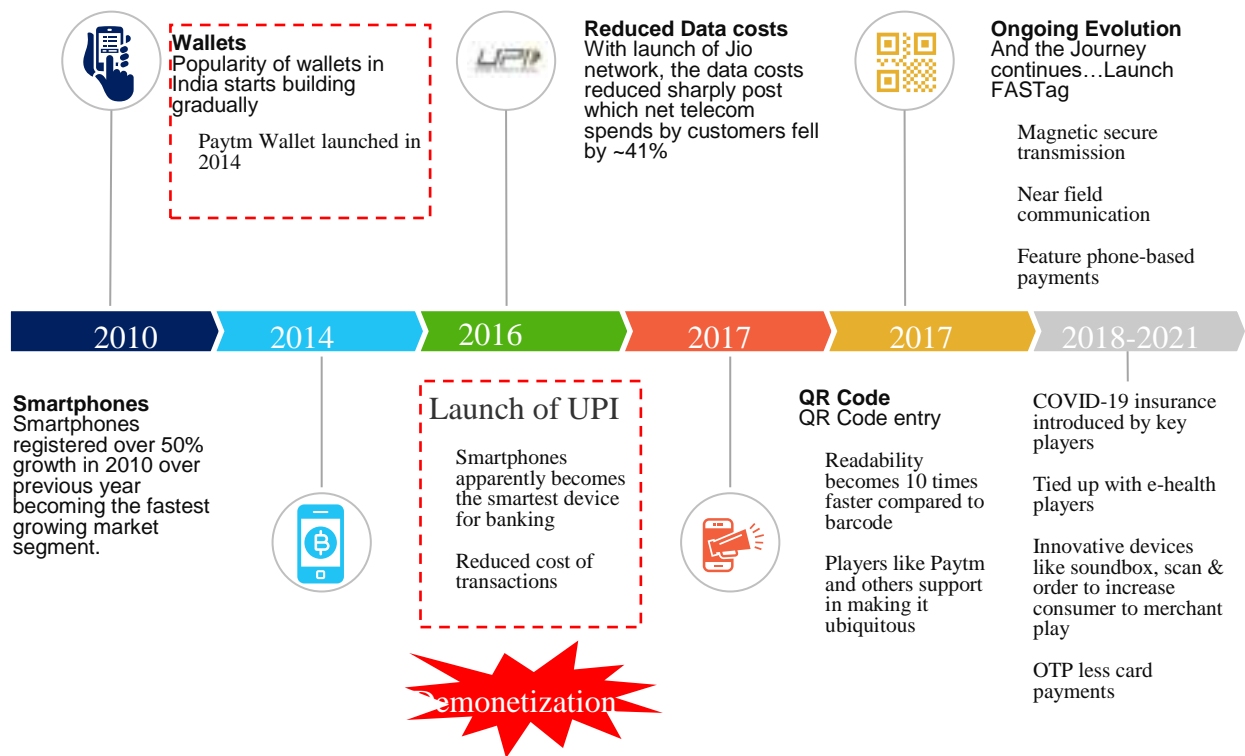 Wallets
Popularity of wallets in
India starts building
gradually
Paytm Wallet launched in
2014
UPI
Reduced Data costs
With launch of Jio
network, the data costs
reduced sharply post
which net telecom
spends by customers fell
by ~41%
Ongoing Evolution
And the Journey
continues…Launch
FASTag
Magnetic secure
transmission
Near field
communication
Feature phone-based
payments
2010
2014
2016
2017
2017
2018-2021
Smartphones
Smartphones
registered over 50%
growth in 2010 over
previous year
becoming the fastest
growing market
segment.
Launch of UPI
Smartphones
apparently becomes
the smartest device
for banking
Reduced cost of
transactions
Demonetization
QR Code
QR Code entry
Readability
becomes 10 times
faster compared to
barcode
Players like Paytm
and others support
in making it
ubiquitous
COVID-19 insurance
introduced by key
players
Tied up with e-health
players
Innovative devices
like soundbox, scan &
order to increase
consumer to merchant
play
OTP less card
payments